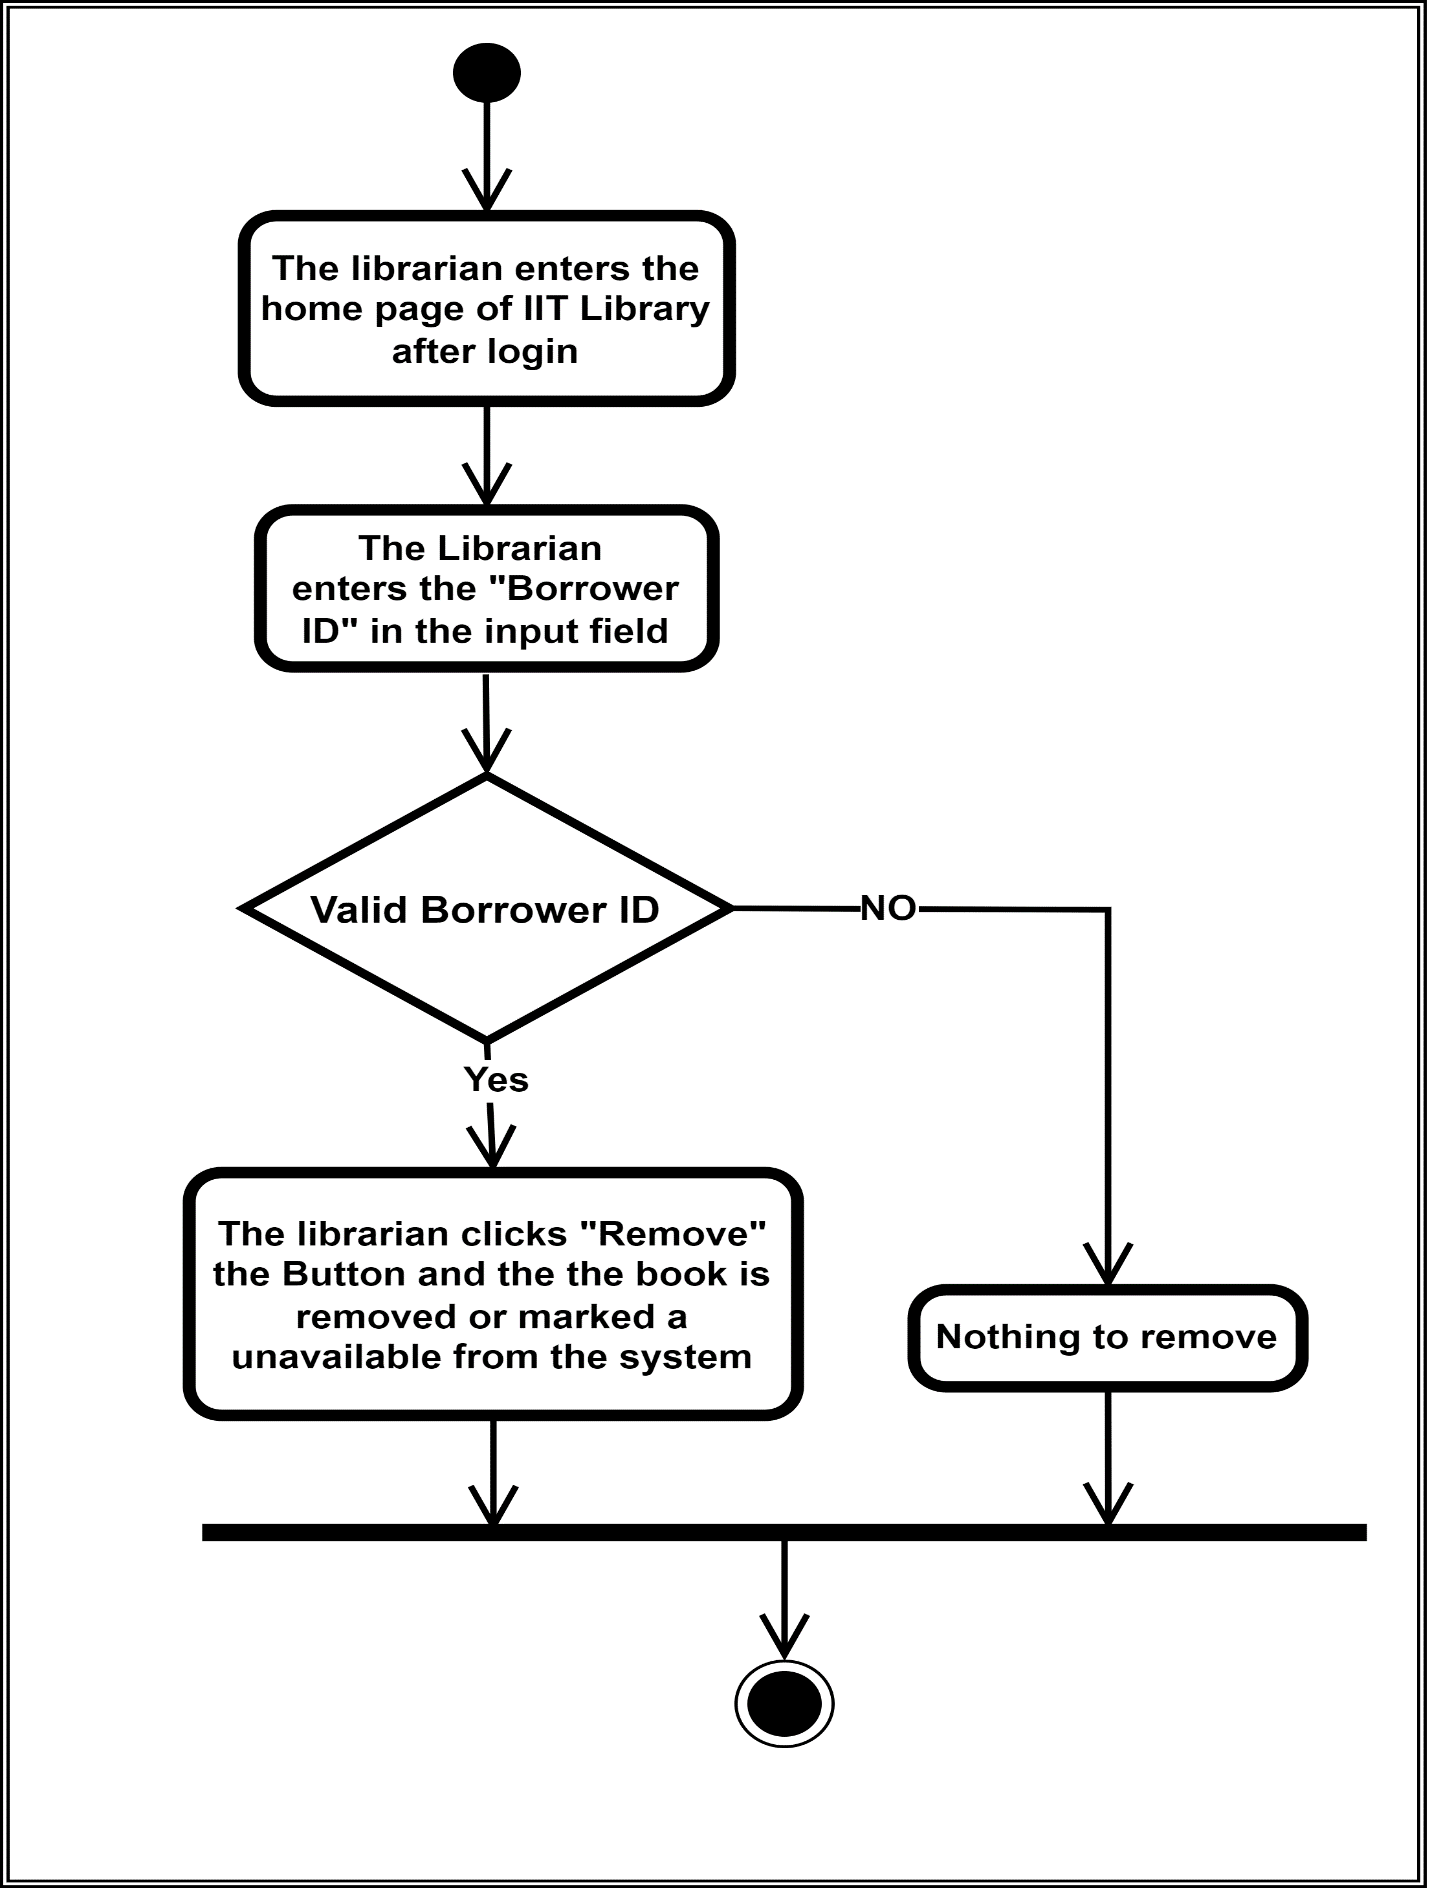 The librarian enters the
home page of IIT Library
after login
The Librarian
enters the "Borrower
ID" in the input field
Valid Borrower ID
NO
Yes
The librarian clicks "Remove"
the Button and the the book is
removed or marked a
unavailable from the system
Nothing to remove